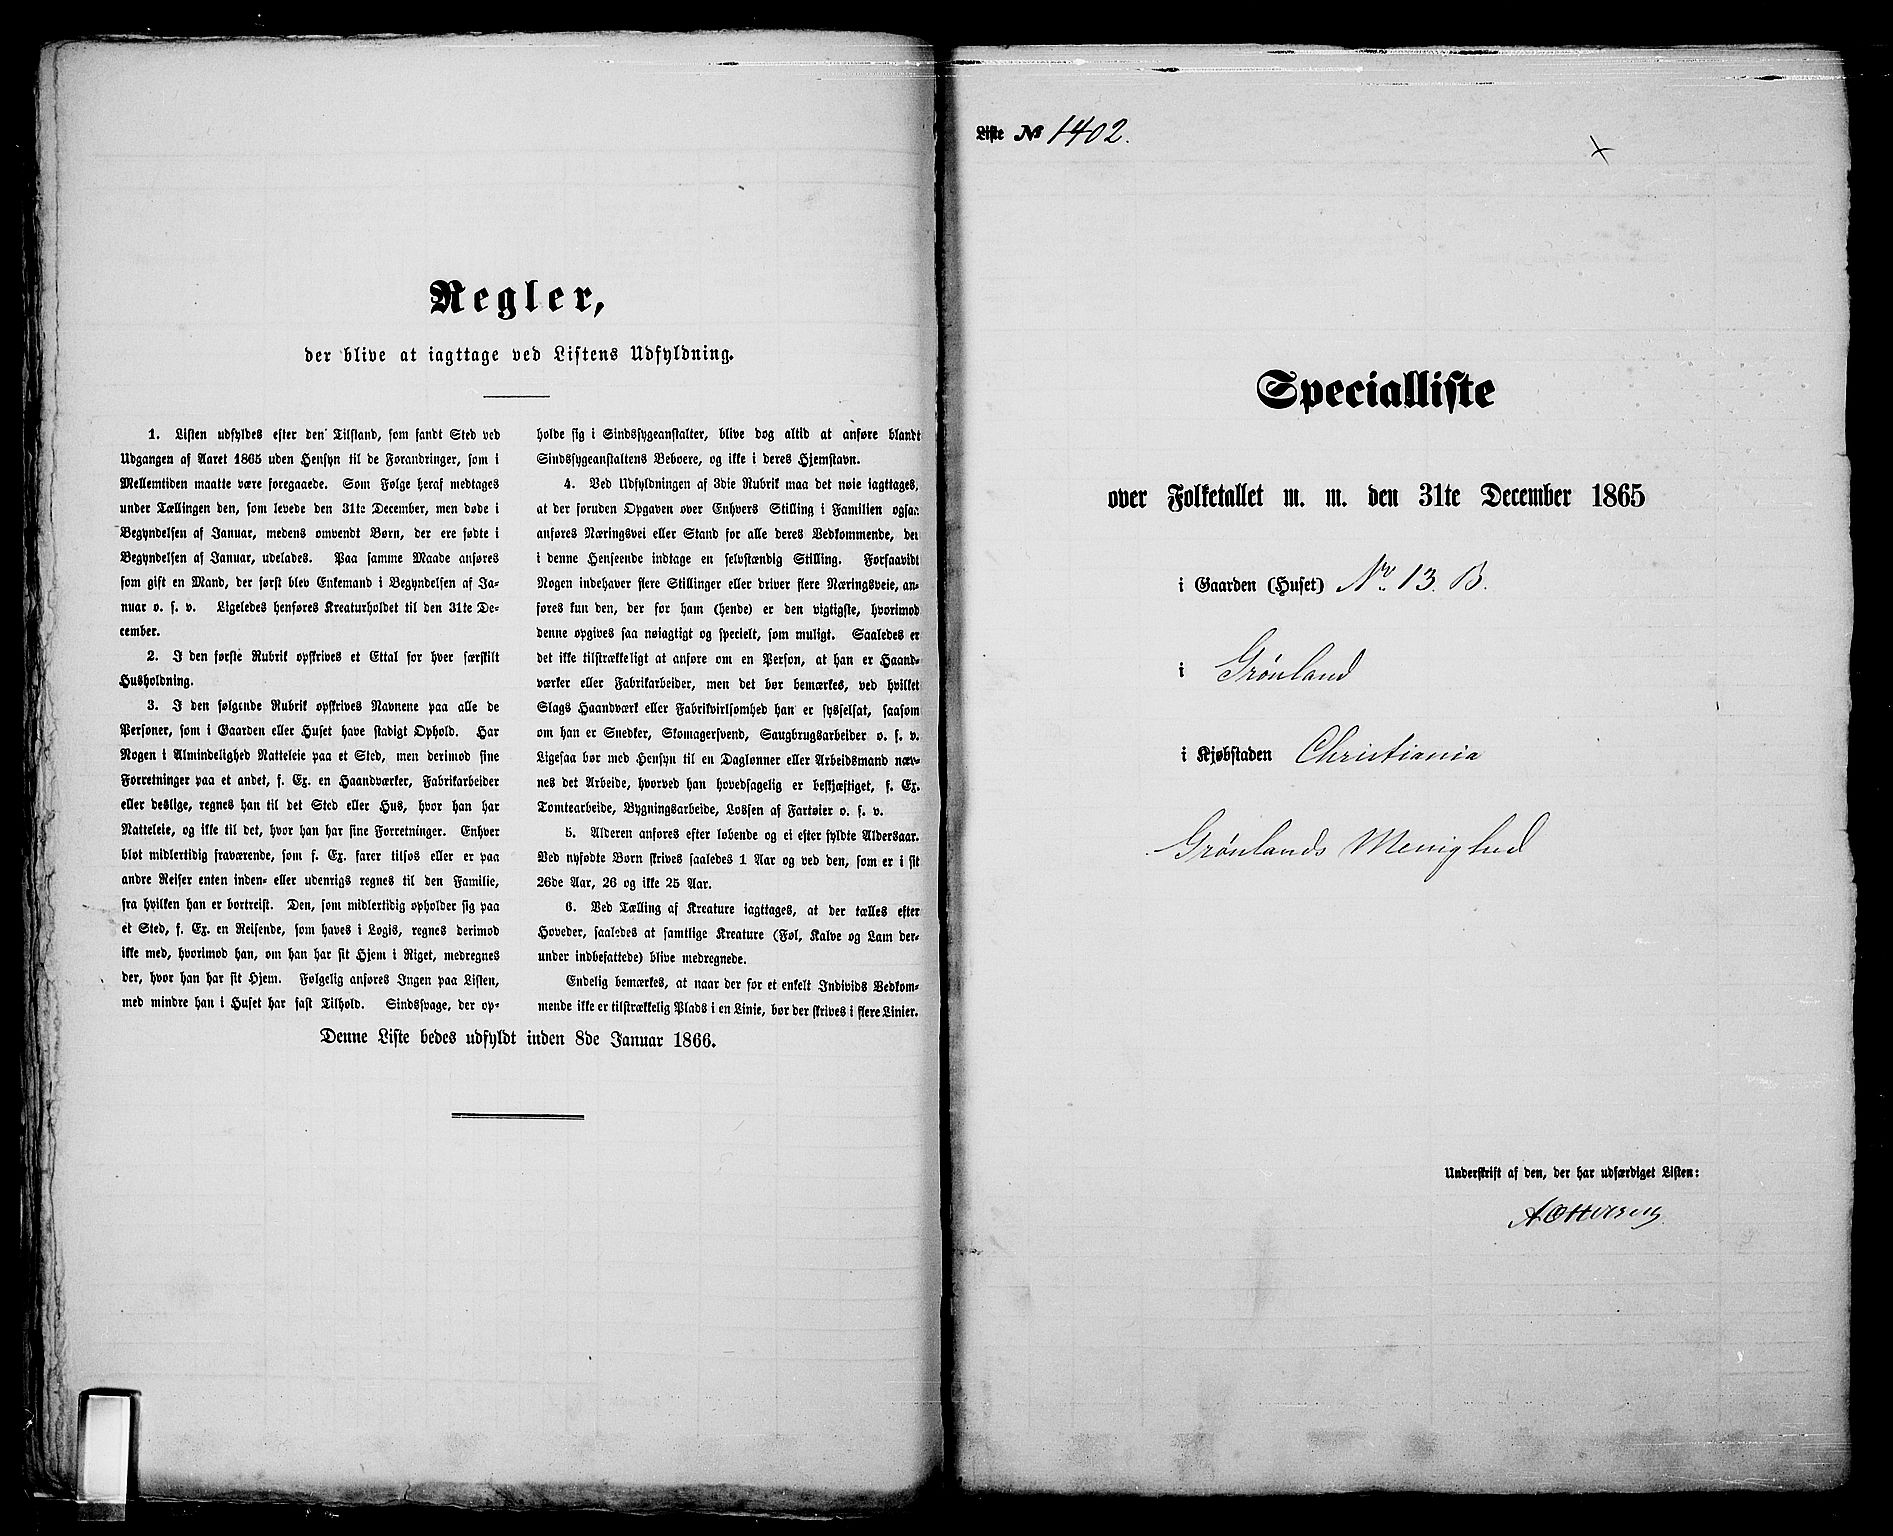 Regler,
der blive at iagttage ved Listens Udfyldning.
1. Listen udfyldes efter den Tilstand, som fandt Sted ved
Udgangen af Aaret 1865 uden Hensyn til de Forandringer, som i
Mellemtiden maatte være foregaaede. Som Følge heraf medtages
under Tællingen den, som levede den 31te December, men døde i
Begyndelsen af Januar, medens omvendt Børn, der ere fødte i
Begyndelsen af Januar, udelades. Paa samme Maade anføres
som gift en Mand, der først blev Enkemand i Begyndelsen af Ja-
nuar o. s. v. Ligeledes henføres Kreaturholdet til den 31te De-
cember.
2. I den første Rubrik opskrives et Ettal for hver særskilt
Husholdning.
3. I den følgende Rubrik opskrives Navnene paa alle de
Personer, som i Gaarden eller Huset have stadigt Ophold. Har
Nogen i Almindelighed Natteleie paa et Sted, men derimod sine
Forretninger paa et andet, f. Ex. en Haandværker, Fabrikarbeider
eller deslige, regnes han til det Sted eller Hus, hvor han har
Natteleie, og ikke til det, hvor han har sine Forretninger. Enhver
blot midlertidig fraværende, som f. Ex. farer tilsøs eller er paa
andre Reiser enten inden- eller udenrigs regnes til den Familie,
fra hvilken han er bortreist. Den, som midlertidig opholder sig paa
et Sted, f. Ex. en Reisende, som haves i Logis, regnes derimod
ikke med, hvorimod han, om han har sit Hjem i Riget, medregnes
der, hvor han har sit Hjem. Følgelig anføres Ingen paa Listen,
med mindre han i Huset har fast Tilhold. Sindssvage, der op-
holde sig i Sindssygeanstalter, blive dog altid at anføre blandt
Sindssygeanstaltens Beboere, og ikke i deres Hjemstavn.
4. Ved Udfyldningen af 3die Rubrik maa det nøie iagttages,
at der foruden Opgaven over Enhvers Stilling i Familien ogsaa
anføres Næringsvei eller Stand for alle deres Vedkommende, der
i denne Henseende indtage en selvstændig Stilling. Forsaavidt
Nogen indehaver flere Stillinger eller driver flere Næringsveie, an-
føres kun den, der for ham (hende) er den vigtigste, hvorimod
denne opgives saa nøiagtigt og specielt, som muligt. Saaledes er
det ikke tilstrækkeligt at anføre om en Person, at han er Haand-
værker eller Fabrikarbeider, men det bør bemærkes, ved hvilket
Slags Haandværk eller Fabrikvirksomhed han er sysselsat, saasom
om han er Snedker, Skomagersvend, Saugbrugsarbeider o. s. v.
Ligesaa bør med Hensyn til en Daglønner eller Arbeidsmand næv-
nes det Arbeide, hvorved han hovedsagelig er beskjæftiget, f. Ex.
Tomtearbeide, Bygningsarbeide, Lossen af Fartøier o. s. v.
5. Alderen anføres efter løbende og ei efter fyldte Aldersaar.
Ved nyfødte Børn skrives saaledes 1 Aar og ved den, som er i sit
26de Aar, 26 og ikke 25 Aar.
6. Ved Tælling af Kreature iagttages, at der tælles efter
Hoveder, saaledes at samtlige Kreature (Føl, Kalve og Lam der-
under indbefattede) blive medregnede.
Endelig bemærkes, at naar der for et enkelt Individs Vedkom-
mende ikke er tilstrækkelig Plads i en Linie, bør der skrives i flere Linier.
Denne Liste bedes udfyldt inden 8de Januar 1866.
Liste № 1402.
Specialliste
over Folketallet m. m. den 31te December 1865
i Gaarden (Huset) No. 13. B.
i Grönland
i Kjøbstaden Christiania
Grönlands Menighed
Underskrift af den, der har udfærdiget Listen:
A Ottersen